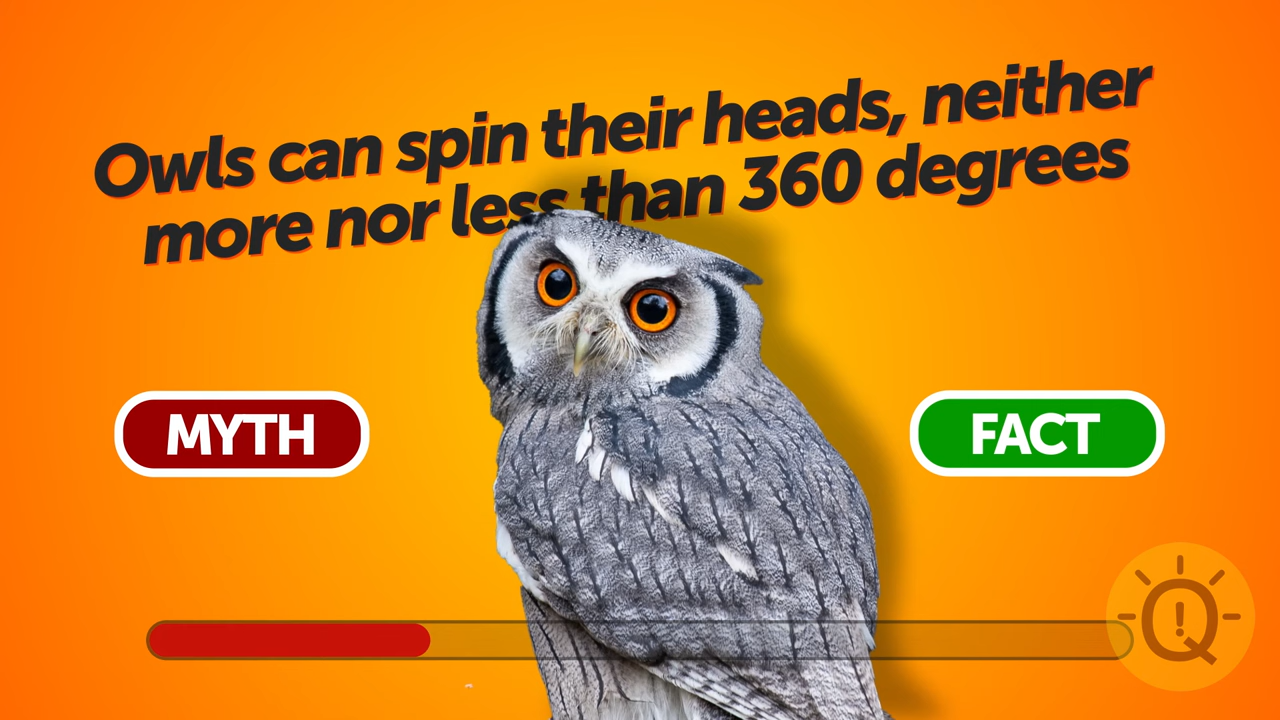 Owls can spin their heads, neither
more nor less than 360 degrees
MYTH
FACT
Q!